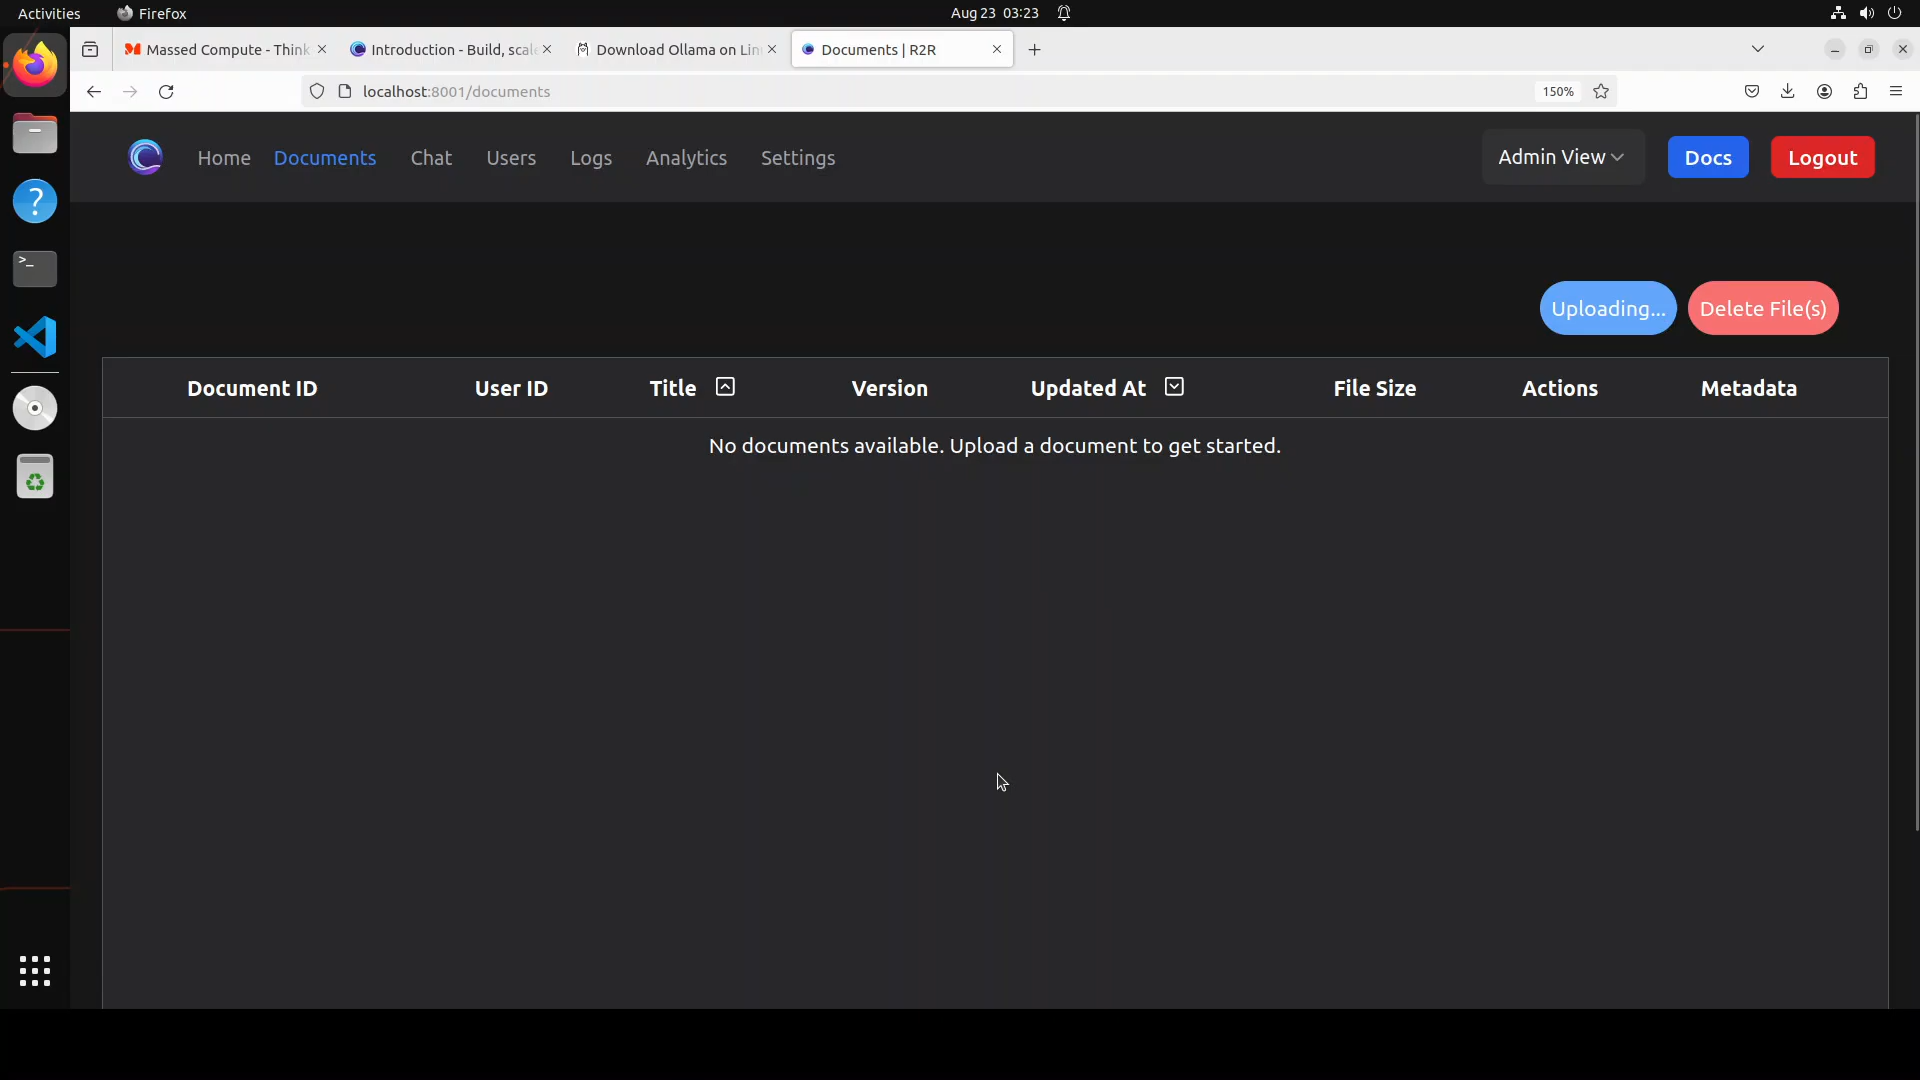 Activities Firefox Aug 23 03:23
Massed Compute - Think Introduction - Build, scale Download Ollama on Lin Documents | R2R
localhost:8001/documents 150%
Home Documents Chat Users Logs Analytics Settings Admin View Docs Logout
Uploading... Delete File(s)
Document ID User ID Title Version Updated At File Size Actions Metadata
No documents available. Upload a document to get started.